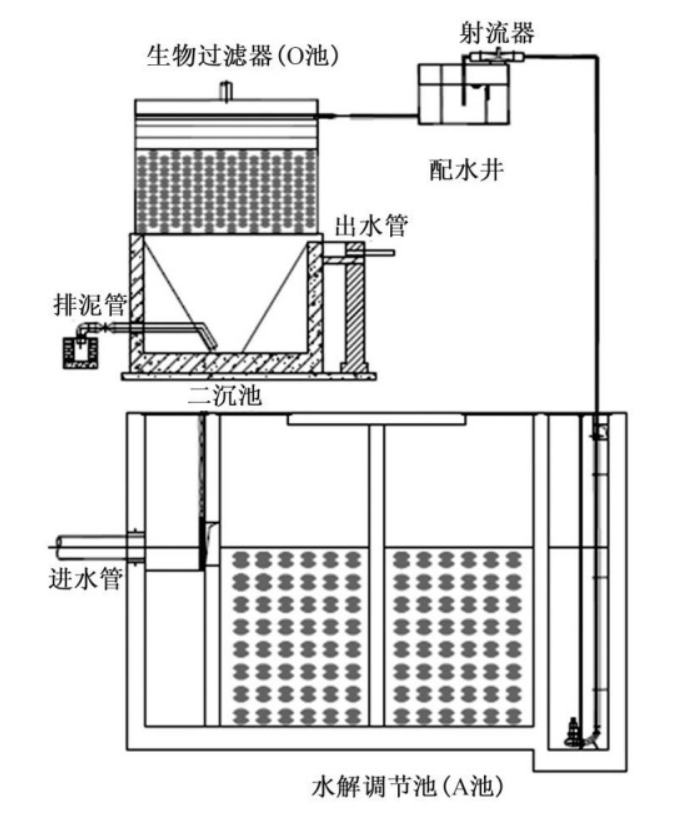 射流器
生物过滤器(O池)
配水井
出水管
排泥管
二沉池
进水管
水解调节池(A池)